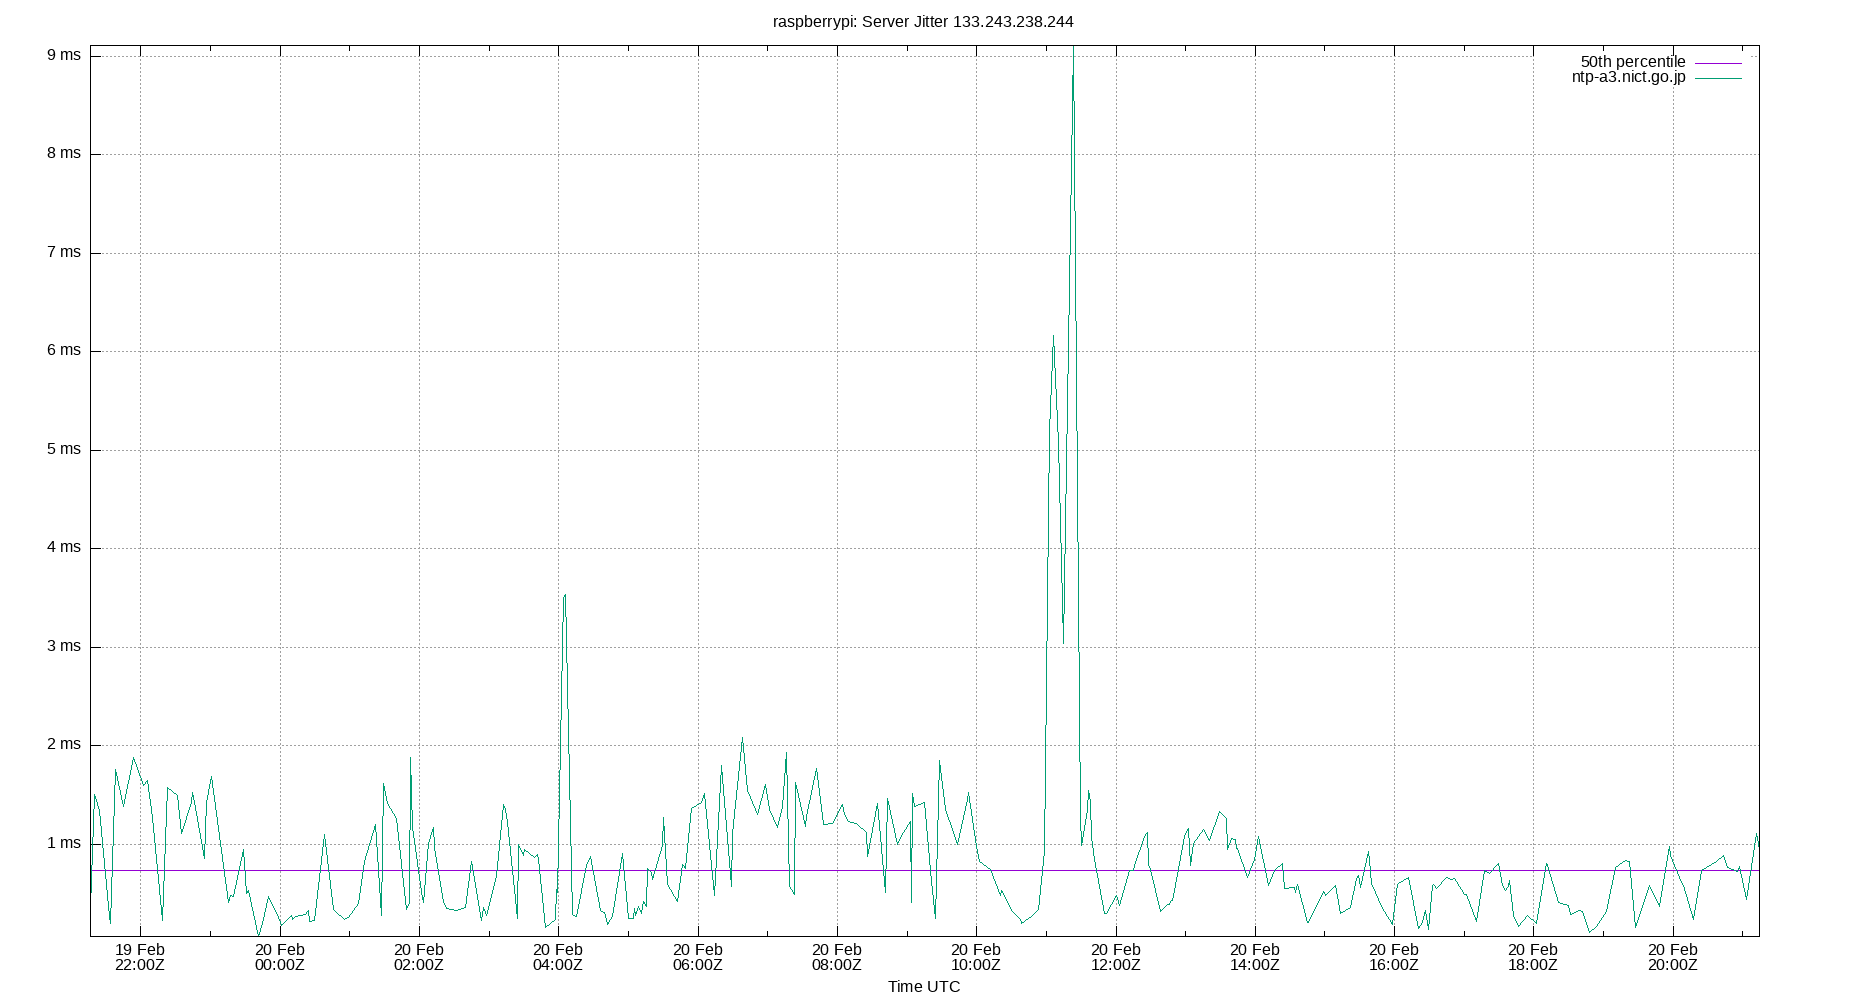 raspberrypi: Server Jitter 133.243.238.244
9 ms
8 ms
7 ms
6 ms
5 ms
4 ms
3 ms
2 ms
1 ms
50th percentile
ntp-a3.nict.go.jp
19 Feb 20 Feb 20 Feb 20 Feb 20 Feb 20 Feb 20 Feb 20 Feb 20 Feb 20 Feb 20 Feb 20 Feb
22:00Z 00:00Z 02:00Z 04:00Z 06:00Z 08:00Z 10:00Z 12:00Z 14:00Z 16:00Z 18:00Z 20:00Z
Time UTC